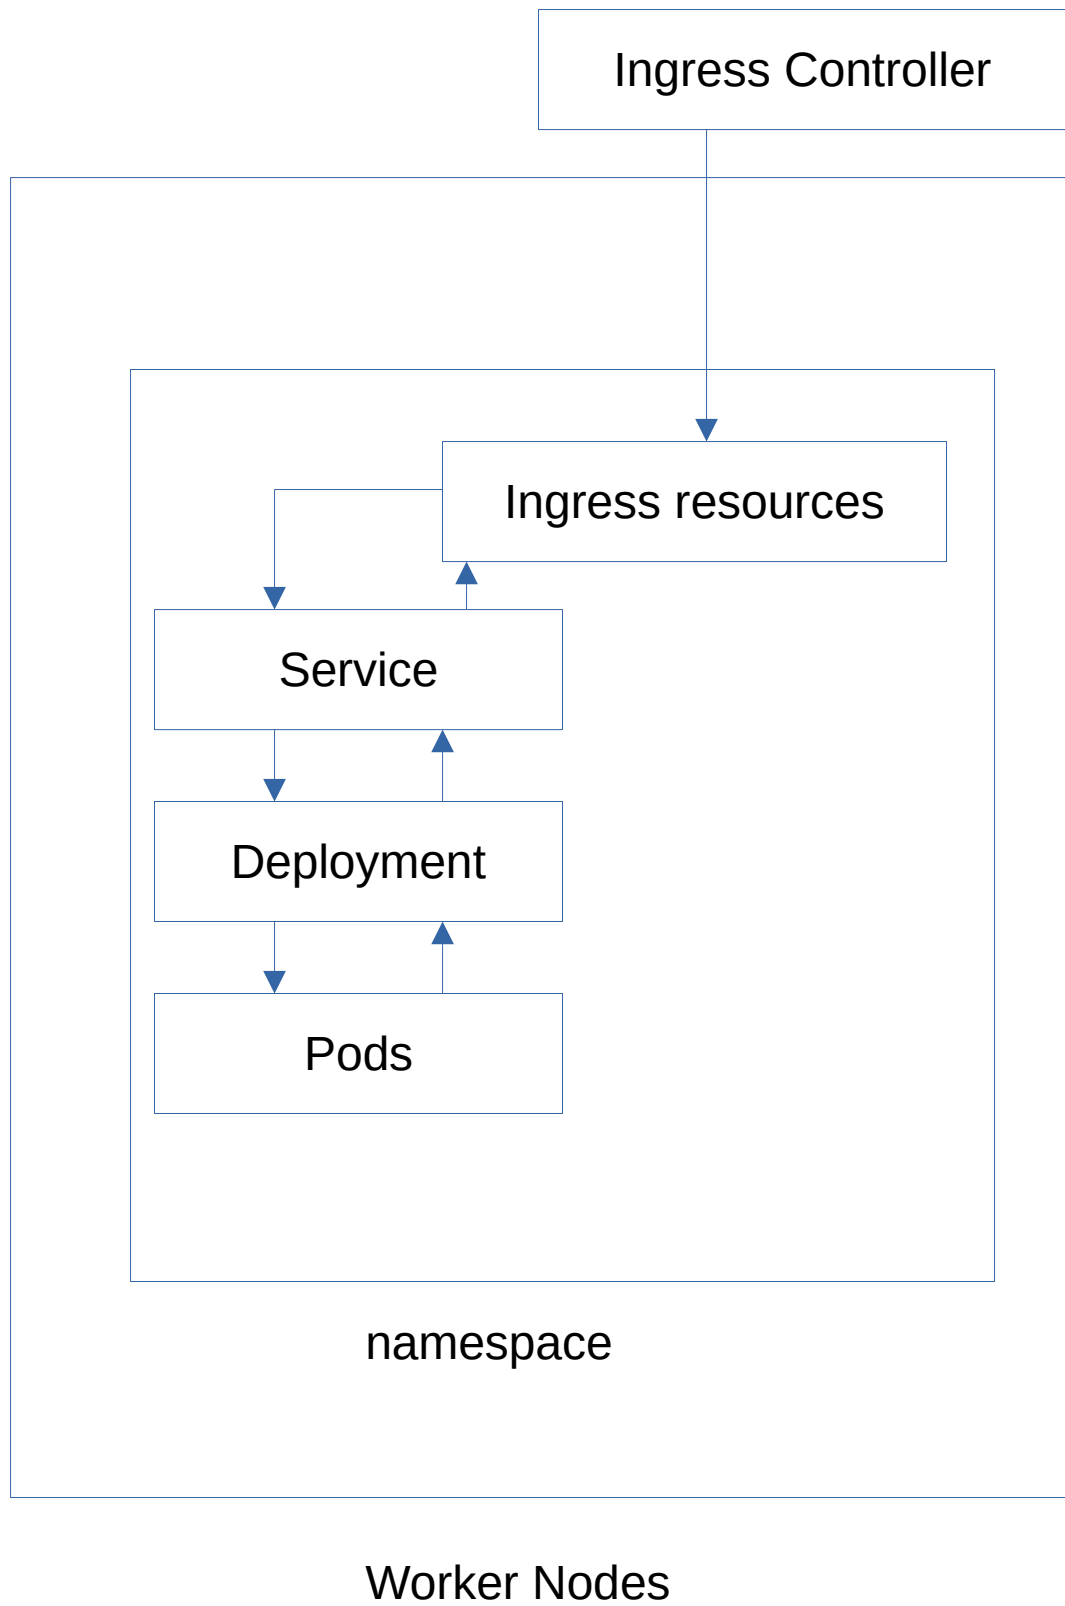 Ingress Controller
Ingress resources
Service
Deployment
Pods
namespace
Worker Nodes